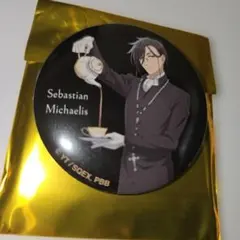 Sebastian
Michaelis
YT/SQEX, PBB